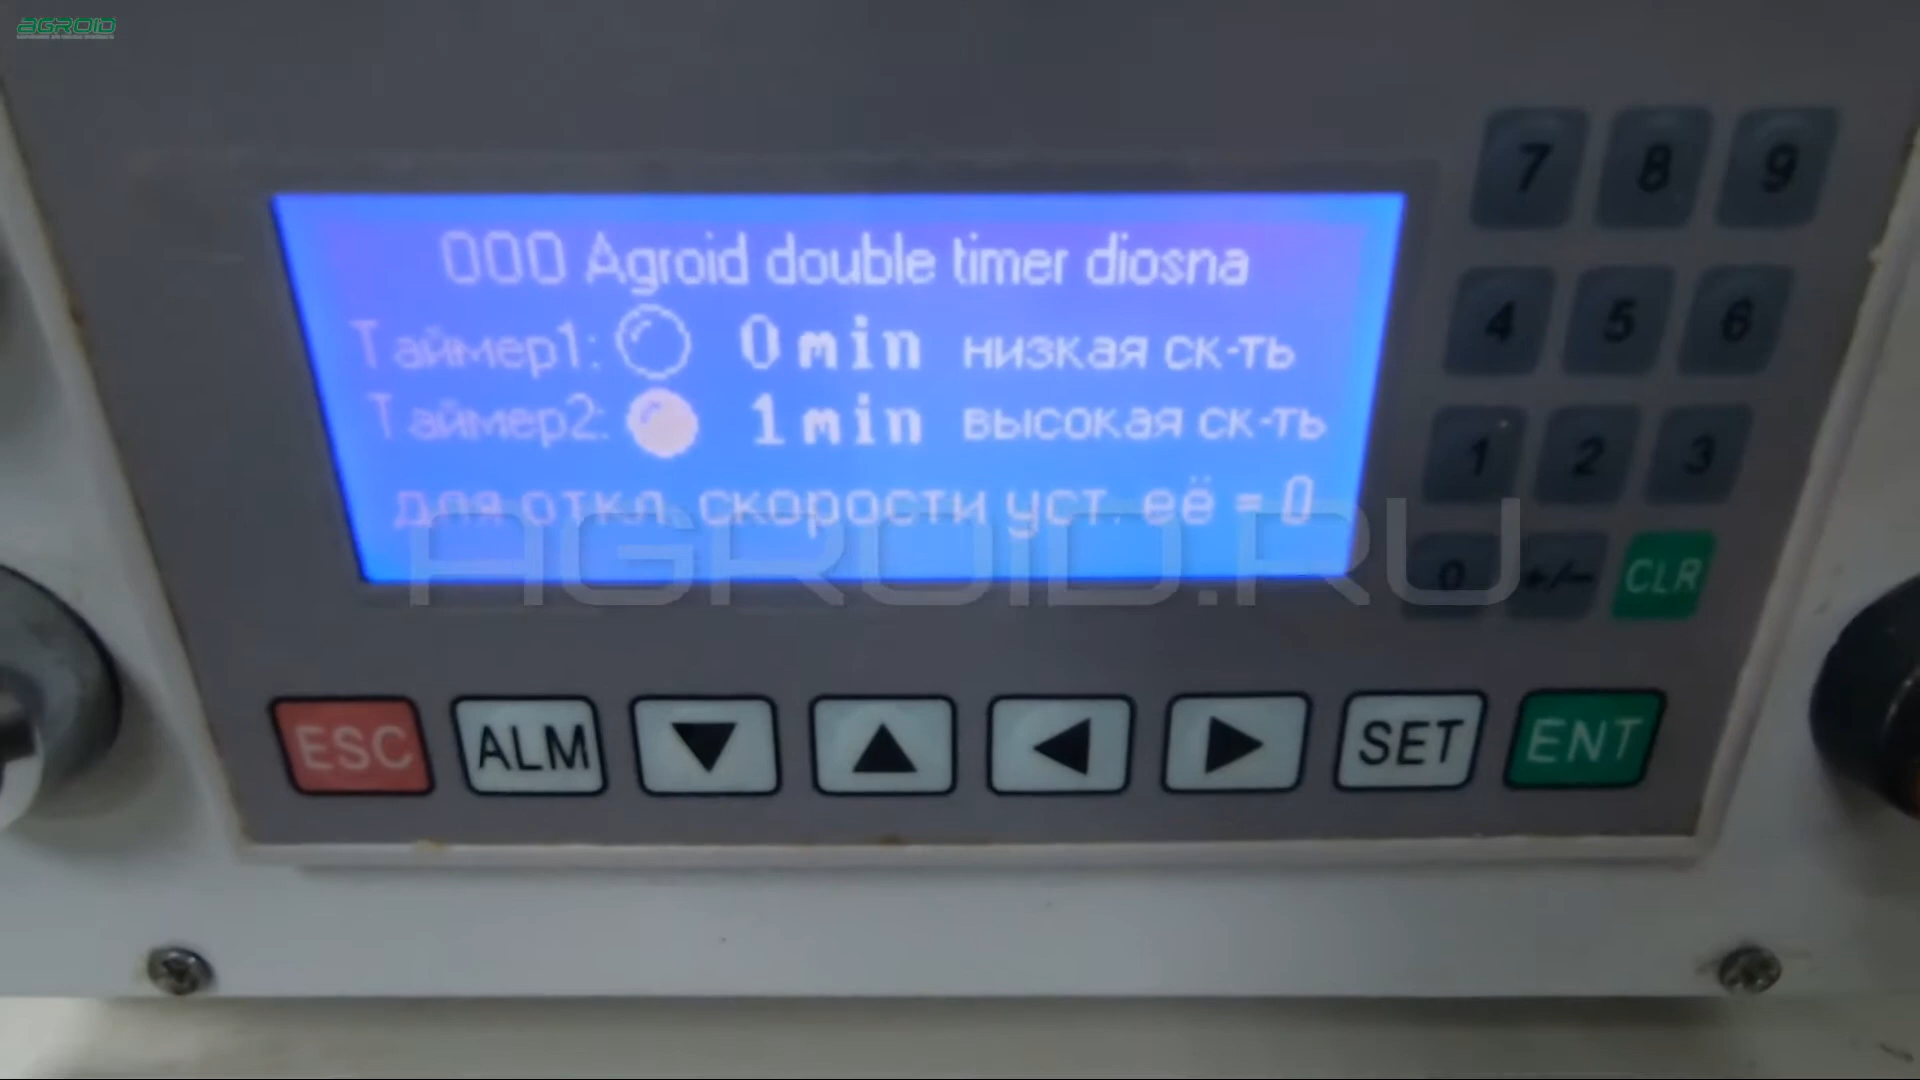 AGROID
7 8 9
000 Agroid double timer diosna
Таймер1: 0 min низкая ск-ть
4 5 6
Таймер2: 1 min высокая ск-ть
1 2 3
для откл. скорости уст. её = 0
AGROID.RU
0 +/- CLR
ESC ALM SET ENT